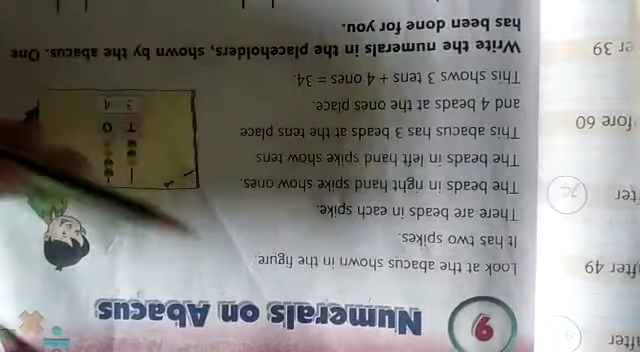 9 Numerals on Abacus
Look at the abacus shown in the figure.
It has two spikes.
There are beads in each spike.
The beads in right hand spike show ones.
The beads in left hand spike show tens
This abacus has 3 beads at the tens place
and 4 beads at the ones place.
This shows 3 tens + 4 ones = 34.
Write the numerals in the placeholders, shown by the abacus. One
has been done for you.
T O
3 4
after
after 49
fore 60
er 39